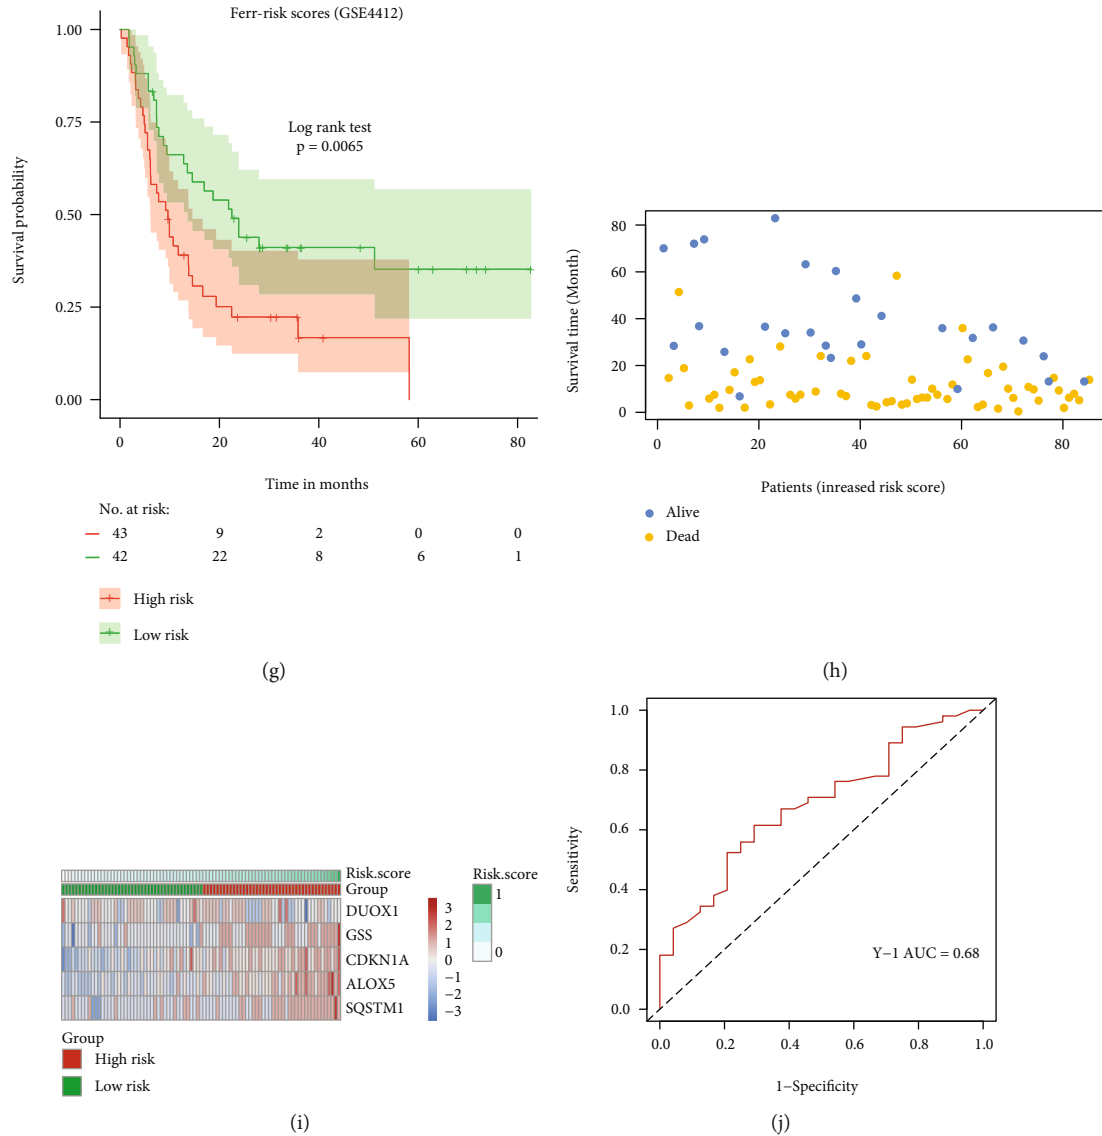 Ferr-risk scores (GSE4412)
1.00
0.75
0.50
0.25
0.00
Survival probability
Log rank test
p = 0.0065
0 20 40 60 80
Time in months
No. at risk:
43 9 2 0 0
42 22 8 6 1
High risk
Low risk
(g)
80
60
40
20
0
Survival time (Month)
0 20 40 60 80
Patients (inreased risk score)
Alive
Dead
(h)
Risk.score
Group
DUOX1
GSS
CDKN1A
ALOX5
SQSTM1
3
2
1
0
−1
−2
−3
Risk.score
1
0
Group
High risk
Low risk
(i)
1.0
0.8
0.6
0.4
0.2
0.0
Sensitivity
Y−1 AUC = 0.68
0.0 0.2 0.4 0.6 0.8 1.0
1−Specificity
(j)